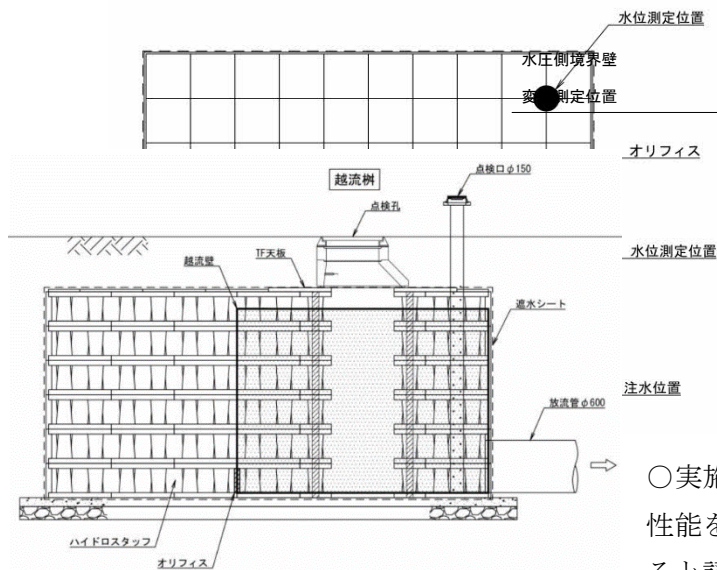 水位測定位置
水圧側境界壁
変 測定位置
オリフィス
点検口φ150
越流桝
点検孔
越流壁
TF天板
水位測定位置
遮水シート
注水位置
放流管φ600
○実施
性能を
ハイドロスタッフ
オリフィス